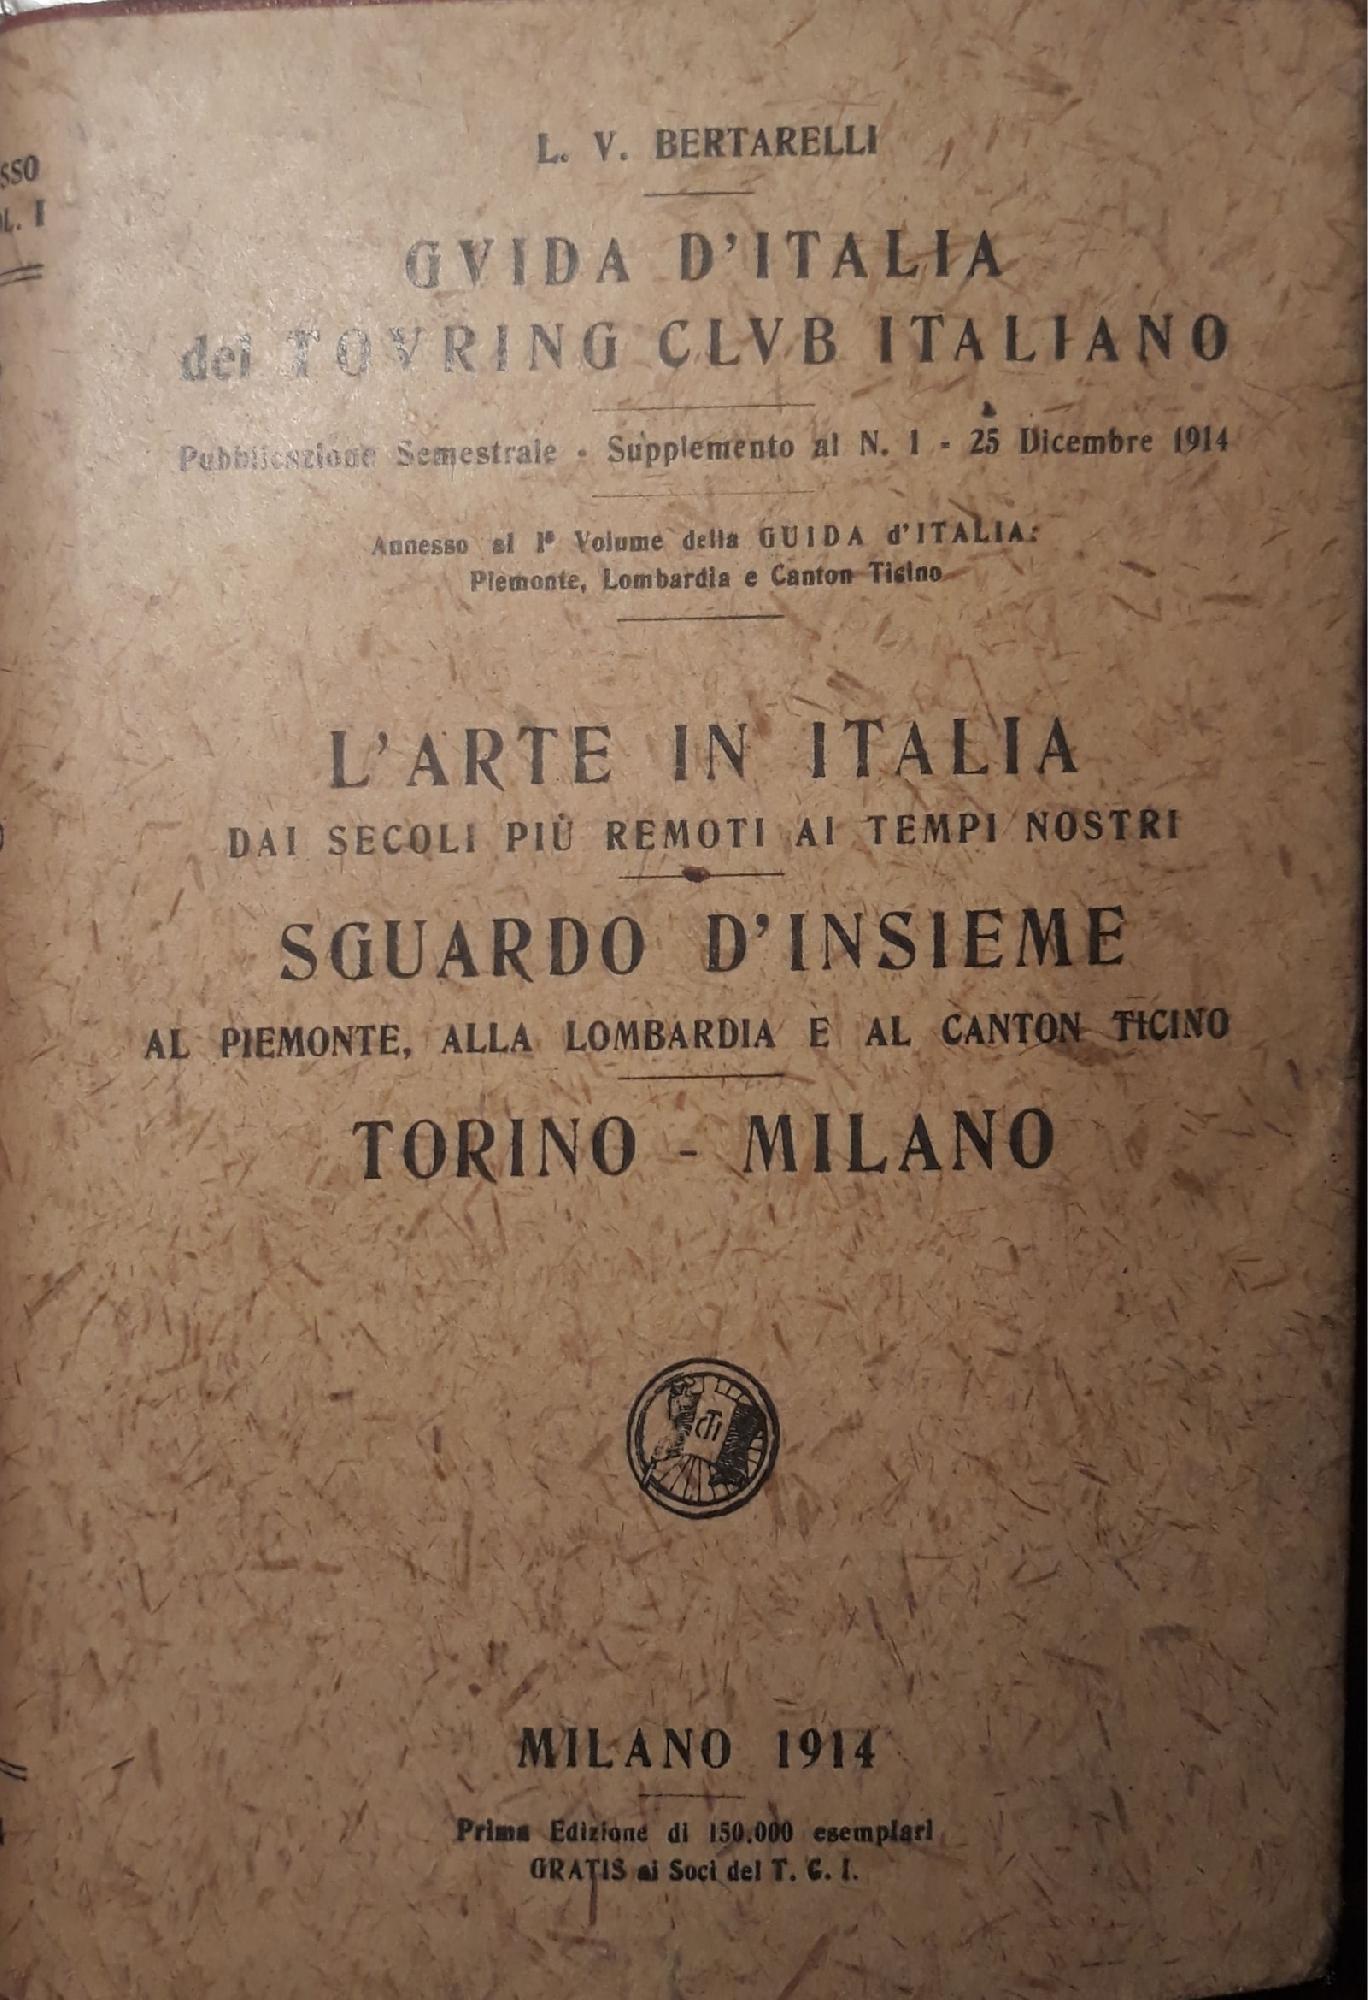 SSO
L. I
L. V. BERTARELLI
GVIDA D'ITALIA
del TOVRING CLVB ITALIANO
Pubblicazione Semestrale - Supplemento al N. 1 - 25 Dicembre 1914
Annesso al 1° Volume della GUIDA d'ITALIA:
Piemonte, Lombardia e Canton Ticino
L'ARTE IN ITALIA
DAI SECOLI PIÙ REMOTI AI TEMPI NOSTRI
SGUARDO D'INSIEME
AL PIEMONTE, ALLA LOMBARDIA E AL CANTON TICINO
TORINO - MILANO
TCI
MILANO 1914
Prima Edizione di 150.000 esemplari
GRATIS ai Soci del T. C. I.